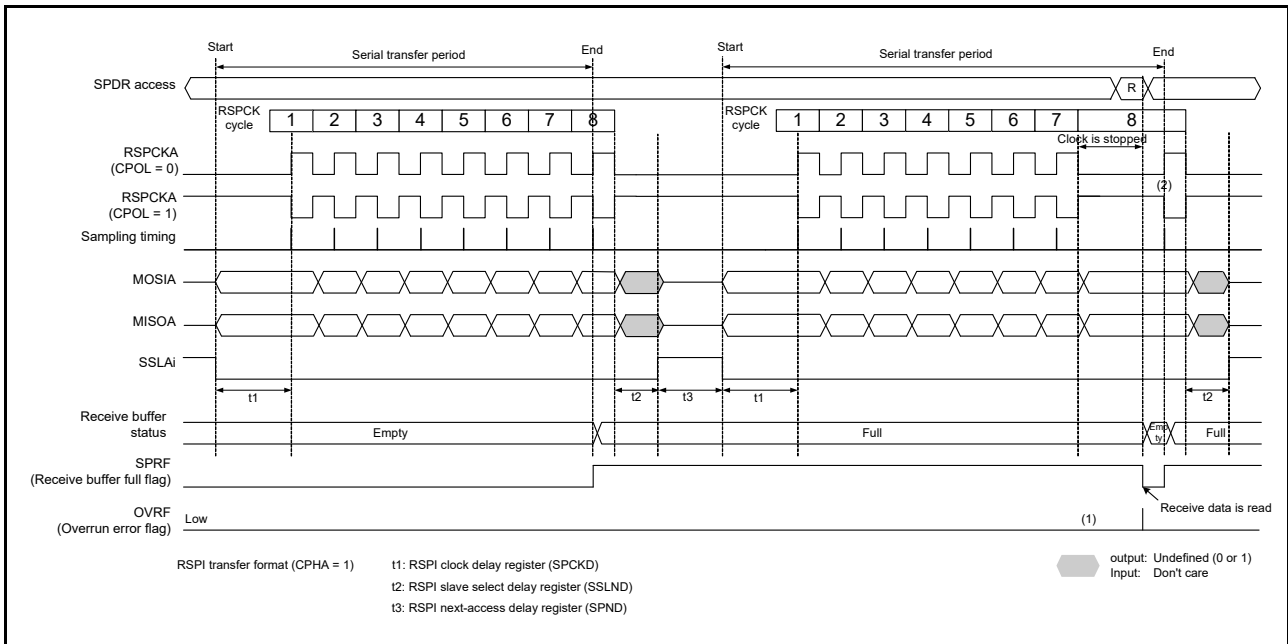 Start
Serial transfer period
End
Start
Serial transfer period
End
SPDR access
R
RSPCK
cycle
1 2 3 4 5 6 7 8
RSPCK
cycle
1 2 3 4 5 6 7 8
Clock is stopped
RSPCKA
(CPOL = 0)
(2)
RSPCKA
(CPOL = 1)
Sampling timing
MOSIA
MISOA
SSLAi
t1
t2
t3
t1
t2
Receive buffer
status
Empty
Full
Emp
ty
Full
SPRF
(Receive buffer full flag)
Receive data is read
OVRF
(Overrun error flag)
Low
(1)
RSPI transfer format (CPHA = 1)
t1: RSPI clock delay register (SPCKD)
t2: RSPI slave select delay register (SSLND)
t3: RSPI next-access delay register (SPND)
output: Undefined (0 or 1)
Input: Don't care